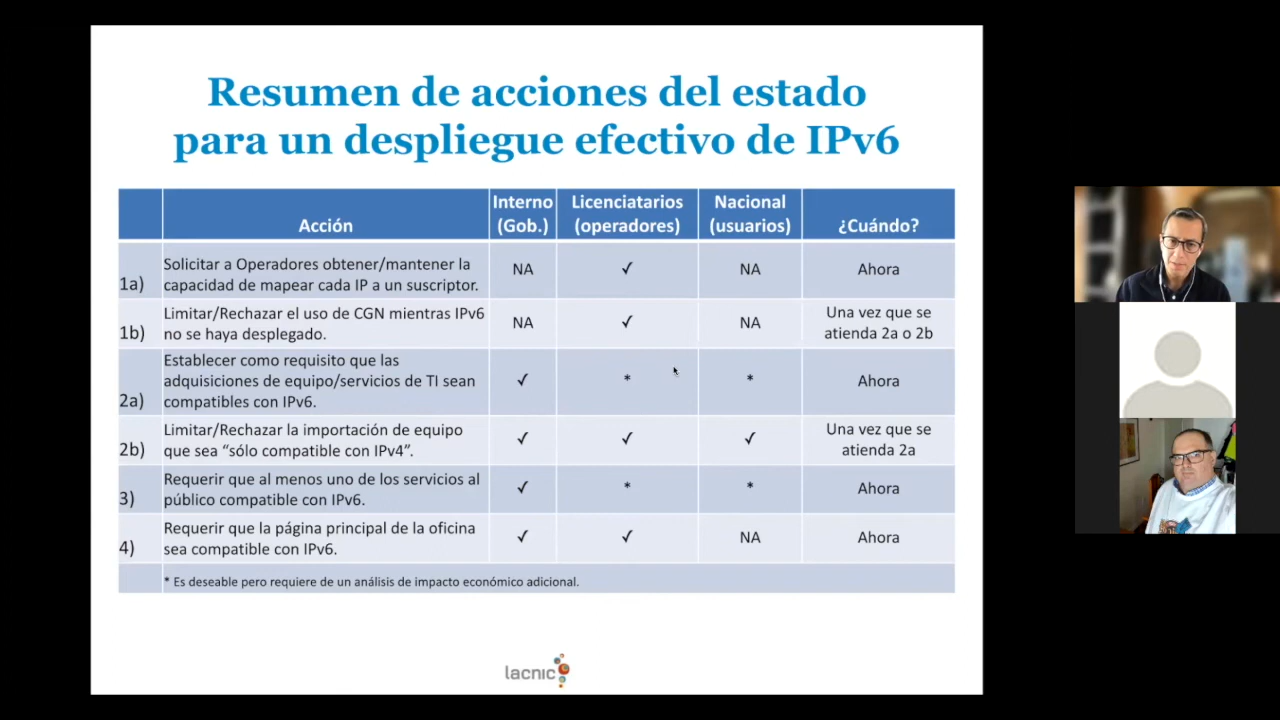 Resumen de acciones del estado
para un despliegue efectivo de IPv6
Acción
Interno
(Gob.)
Licenciatarios
(operadores)
Nacional
(usuarios)
¿Cuándo?
1a)
Solicitar a Operadores obtener/mantener la
capacidad de mapear cada IP a un suscriptor.
NA
✓
NA
Ahora
1b)
Limitar/Rechazar el uso de CGN mientras IPv6
no se haya desplegado.
NA
✓
NA
Una vez que se
atienda 2a o 2b
2a)
Establecer como requisito que las
adquisiciones de equipo/servicios de TI sean
compatibles con IPv6.
✓
*
*
Ahora
2b)
Limitar/Rechazar la importación de equipo
que sea “sólo compatible con IPv4”.
✓
✓
✓
Una vez que se
atienda 2a
3)
Requerir que al menos uno de los servicios al
público compatible con IPv6.
✓
*
*
Ahora
4)
Requerir que la página principal de la oficina
sea compatible con IPv6.
✓
✓
NA
Ahora
* Es deseable pero requiere de un análisis de impacto económico adicional.
lacnic